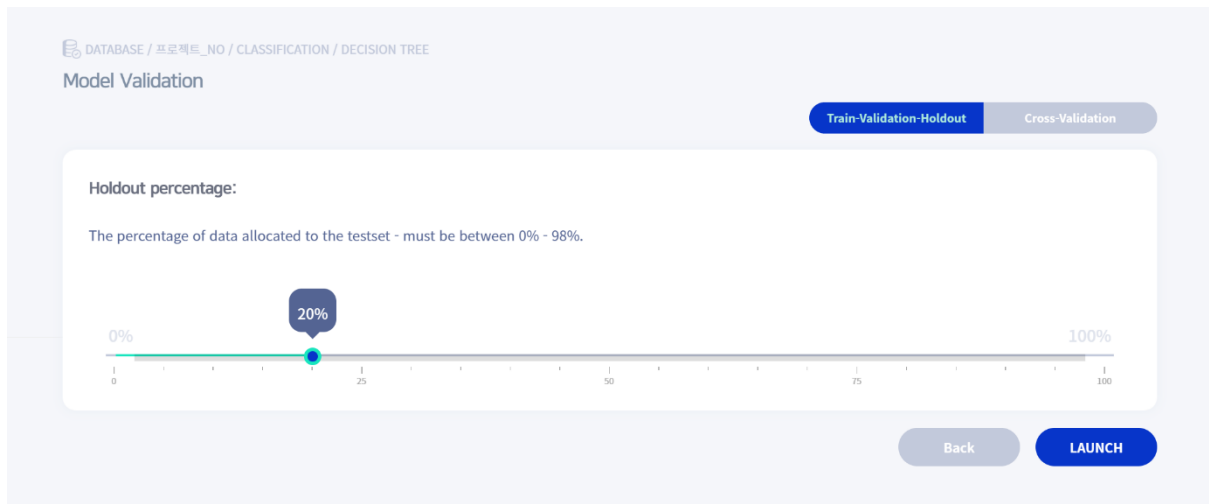 DATABASE / 프로젝트_NO / CLASSIFICATION / DECISION TREE
Model Validation
Train-Validation-Holdout
Cross-Validation
Holdout percentage:
The percentage of data allocated to the testset - must be between 0% - 98%.
20%
0%
100%
0
25
50
75
100
Back
LAUNCH